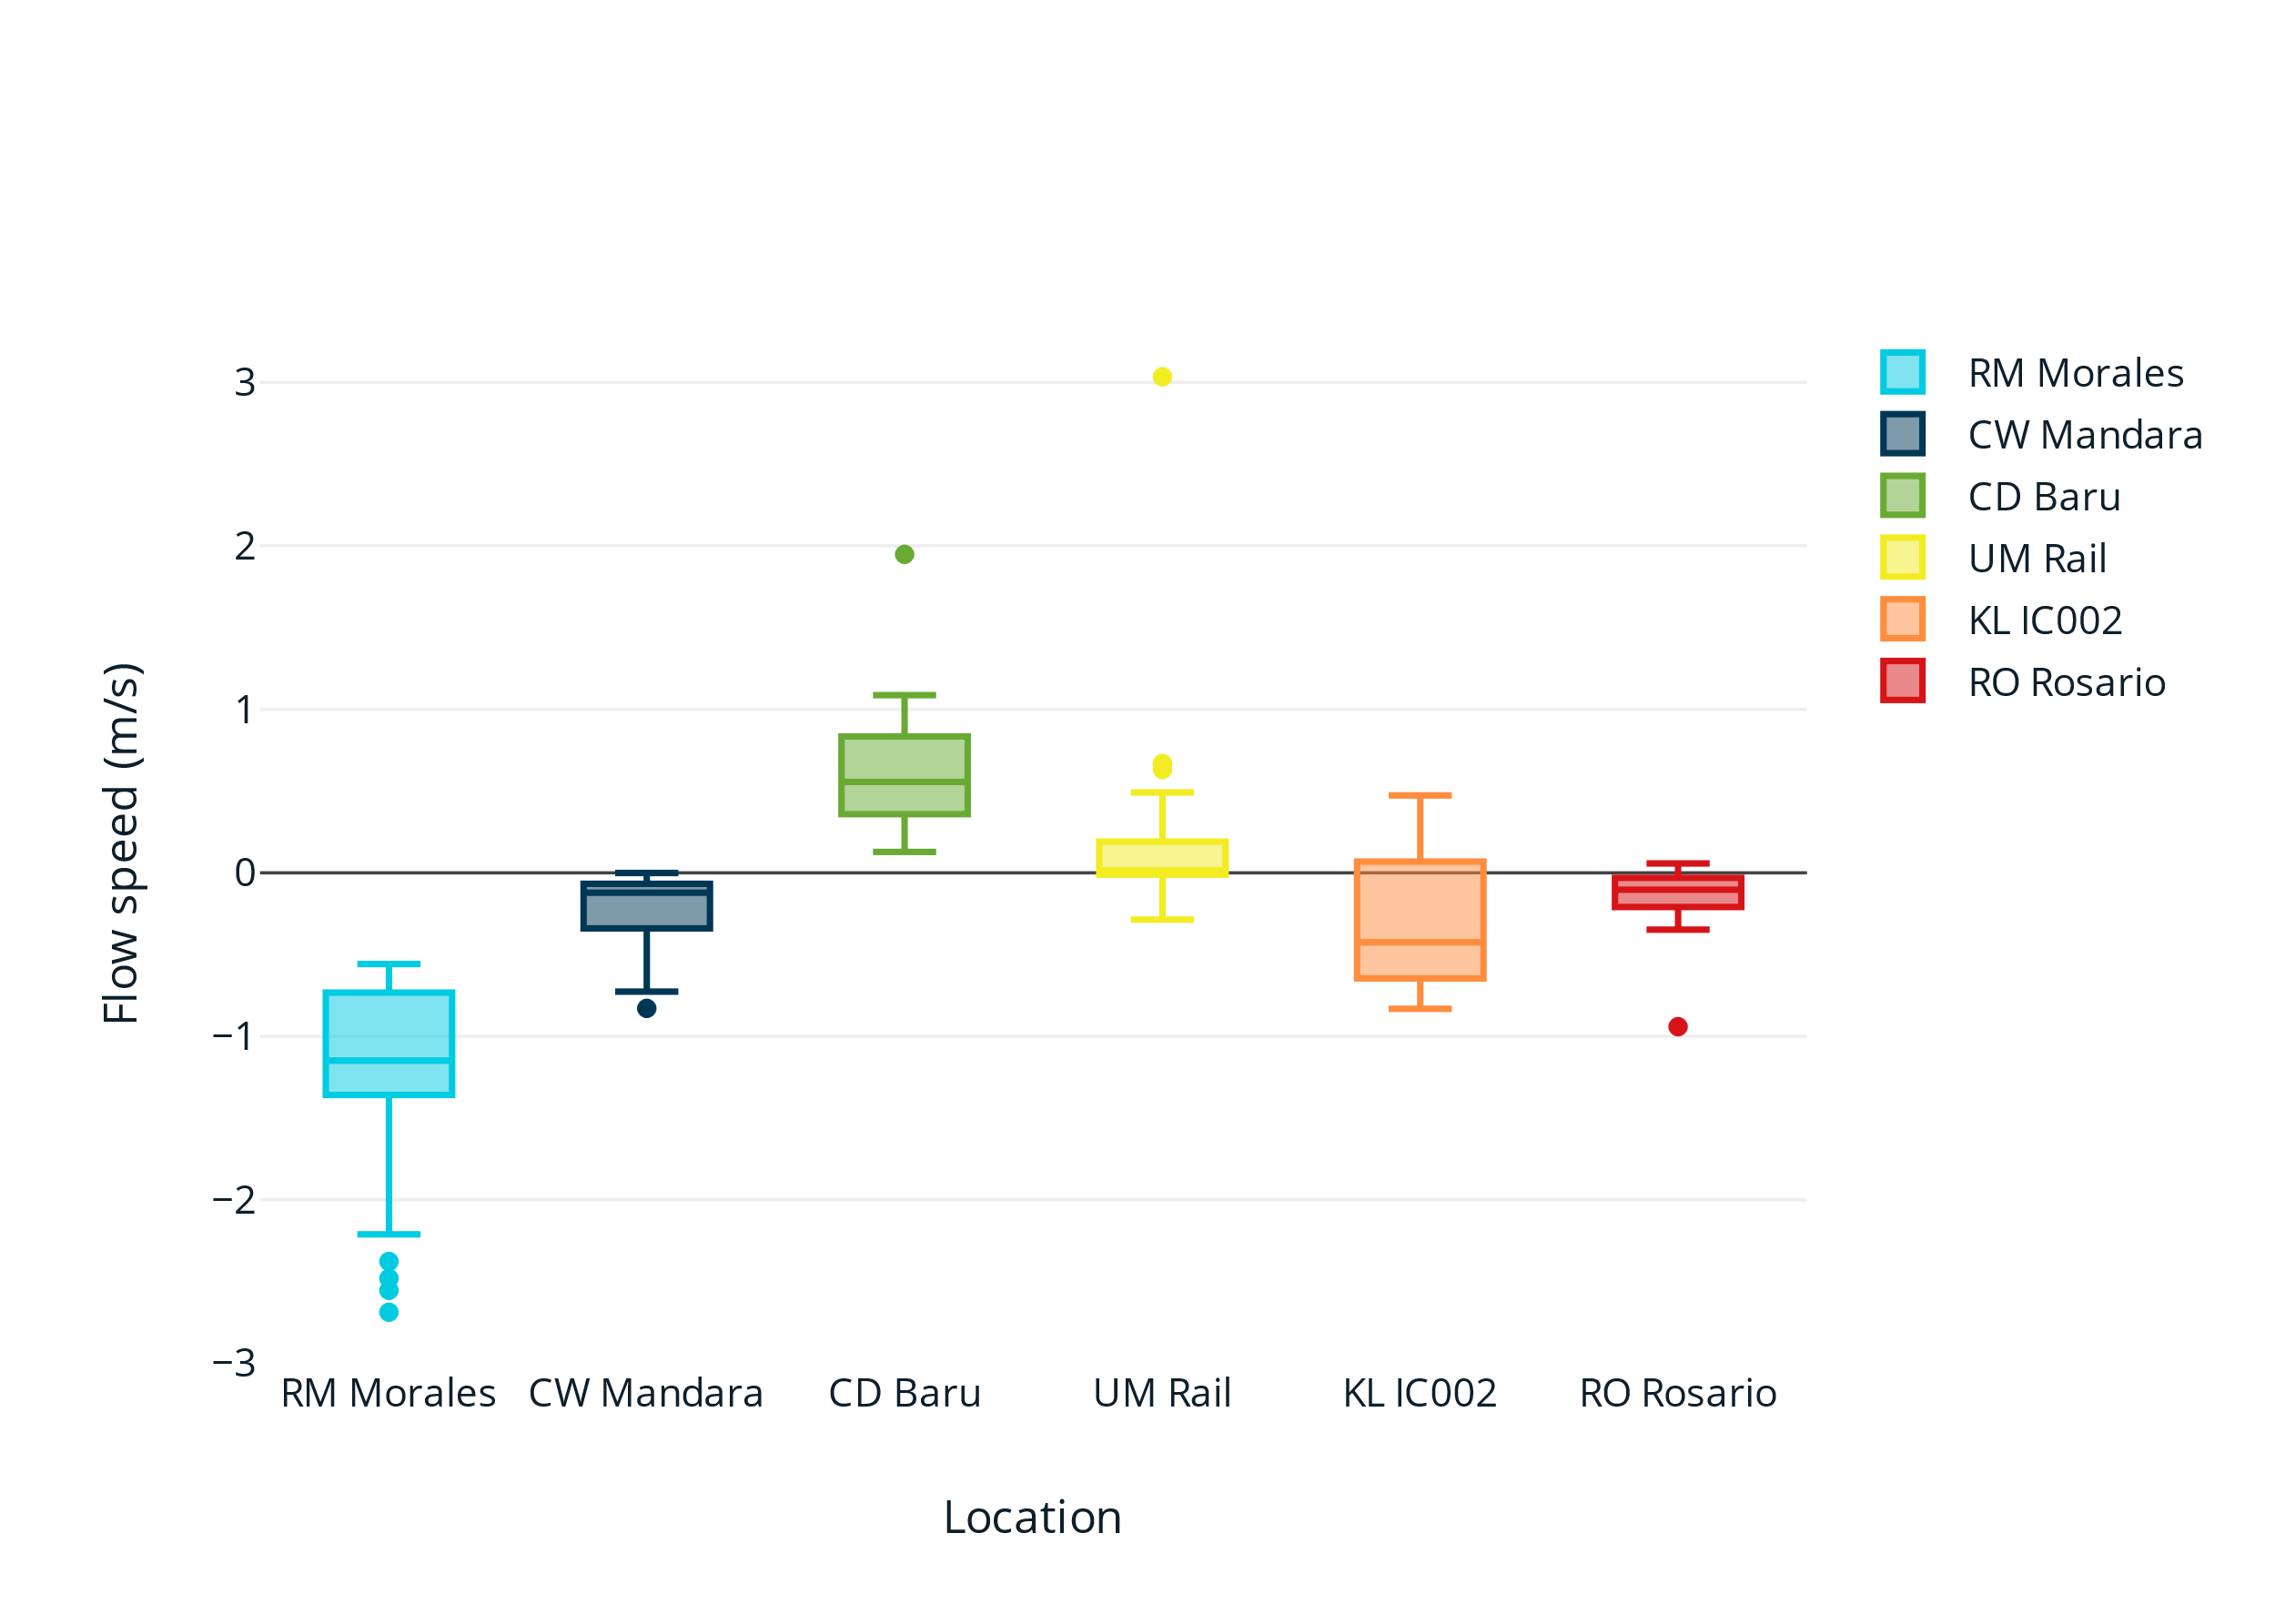 3
2
1
0
−1
−2
−3
Flow speed (m/s)
RM Morales
CW Mandara
CD Baru
UM Rail
KL IC002
RO Rosario
Location
RM Morales
CW Mandara
CD Baru
UM Rail
KL IC002
RO Rosario